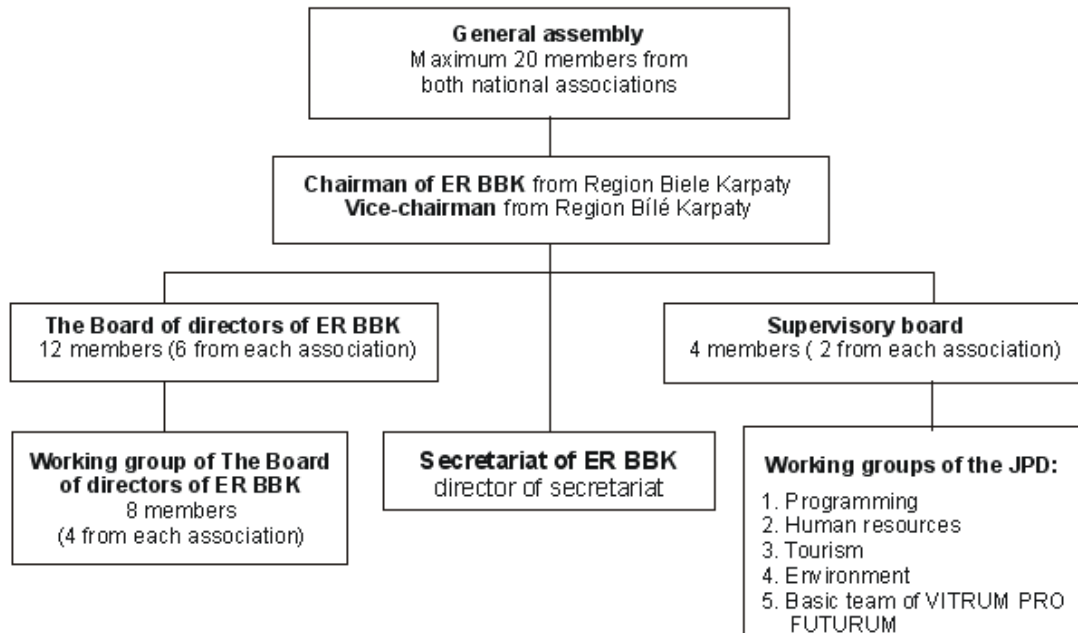 General assembly
Maximum 20 members from
both national associations
Chairman of ER BBK from Region Biele Karpaty
Vice-chairman from Region Bílé Karpaty
The Board of directors of ER BBK
12 members (6 from each association)
Supervisory board
4 members ( 2 from each association)
Working group of The Board
of directors of ER BBK
8 members
(4 from each association)
Secretariat of ER BBK
director of secretariat
Working groups of the JPD:
1. Programming
2. Human resources
3. Tourism
4. Environment
5. Basic team of VITRUM PRO
FUTURUM